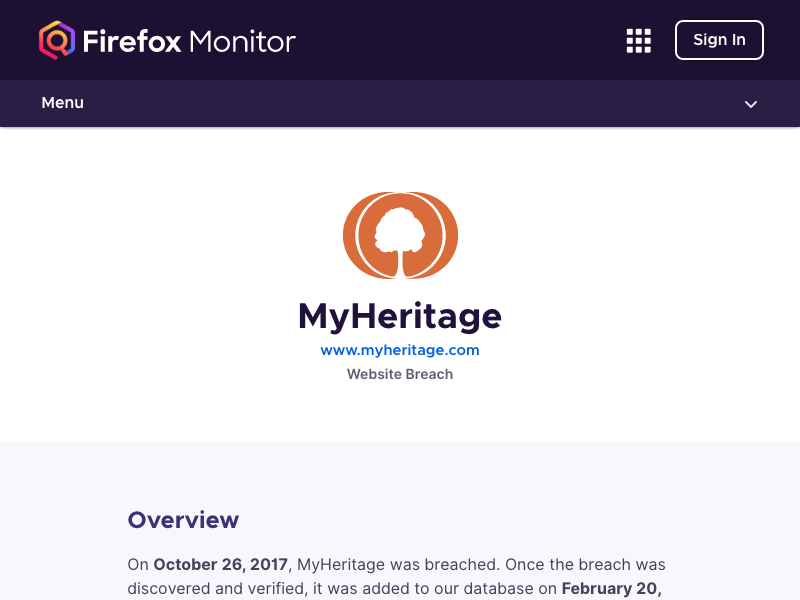 Firefox Monitor
Sign In
Menu
MyHeritage
www.myheritage.com
Website Breach
Overview
On October 26, 2017, MyHeritage was breached. Once the breach was
discovered and verified, it was added to our database on February 20,